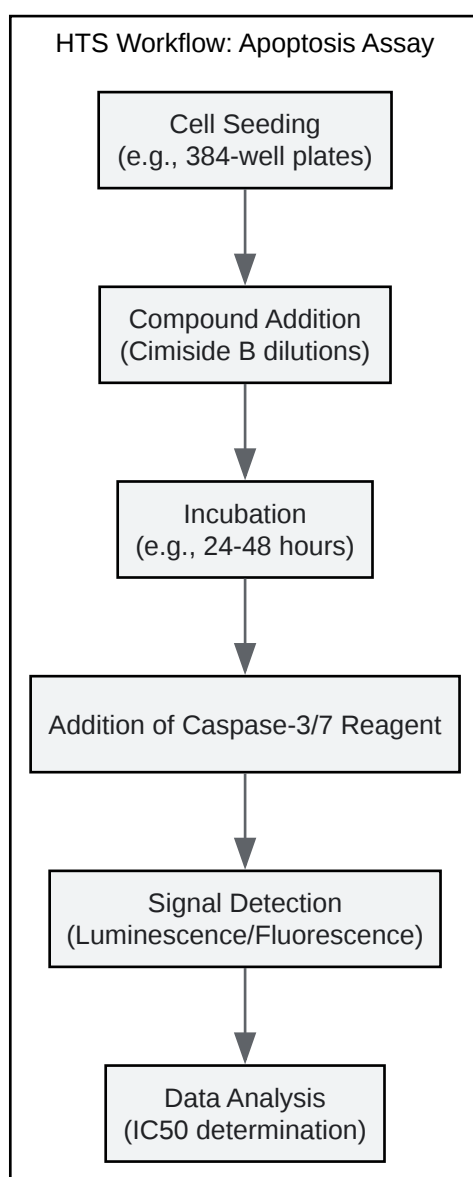 HTS Workflow: Apoptosis Assay
Cell Seeding
(e.g., 384-well plates)
Compound Addition
(Cimiside B dilutions)
Incubation
(e.g., 24-48 hours)
Addition of Caspase-3/7 Reagent
Signal Detection
(Luminescence/Fluorescence)
Data Analysis
(IC50 determination)